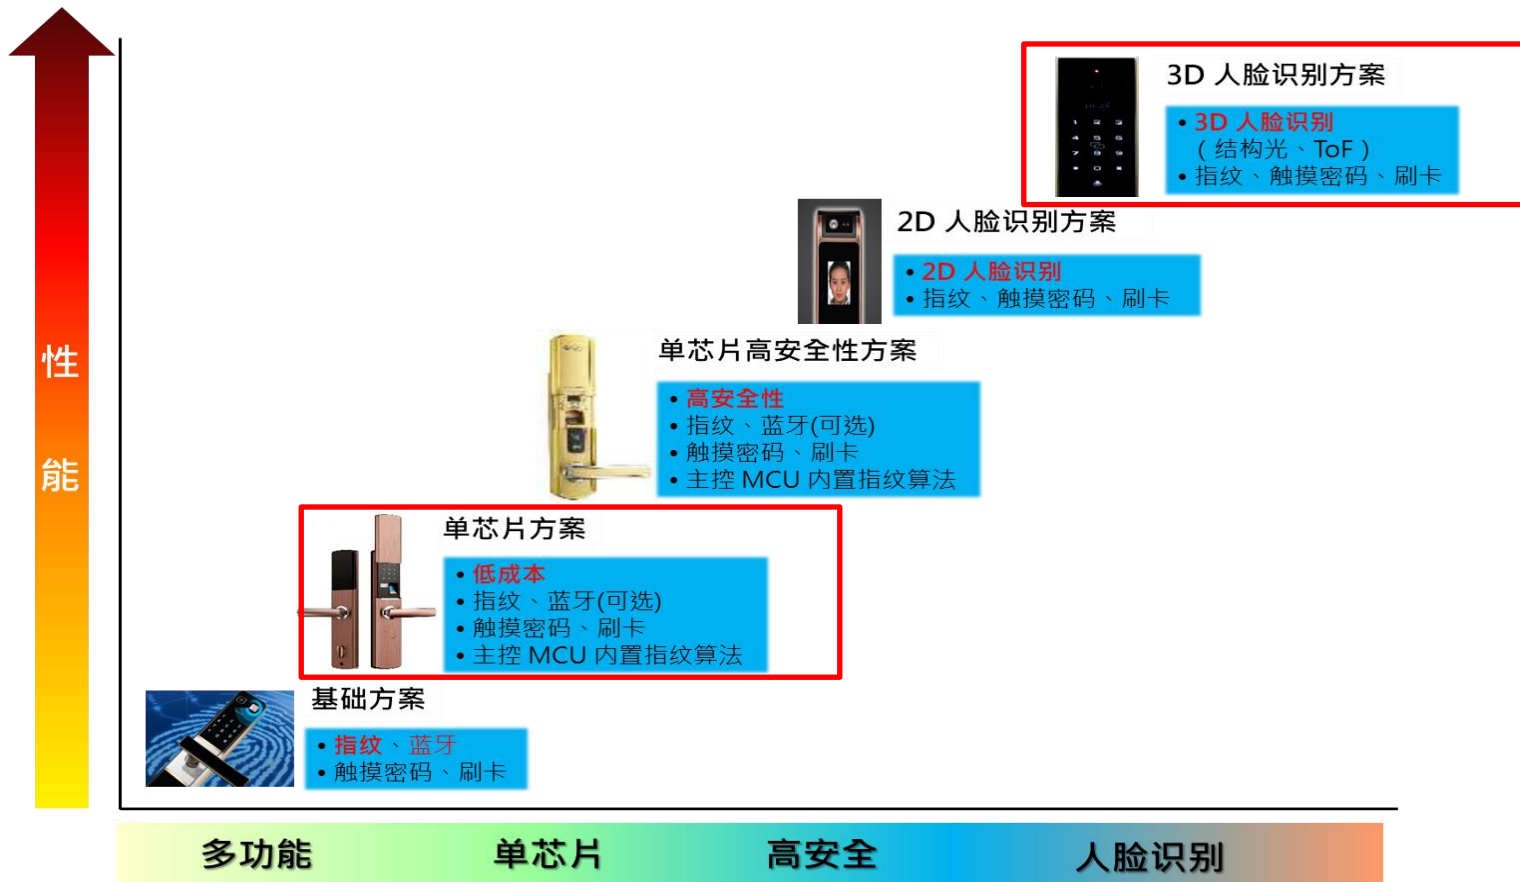 3D 人脸识别方案
• 3D 人脸识别
（结构光、ToF）
• 指纹、触摸密码、刷卡
2D 人脸识别方案
• 2D 人脸识别
• 指纹、触摸密码、刷卡
单芯片高安全性方案
• 高安全性
• 指纹、蓝牙(可选)
• 触摸密码、刷卡
• 主控 MCU 内置指纹算法
单芯片方案
• 低成本
• 指纹、蓝牙(可選)
• 触摸密码、刷卡
• 主控 MCU 内置指纹算法
基础方案
• 指纹、蓝牙
• 触摸密码、刷卡
性
能
多功能
单芯片
高安全
人脸识别